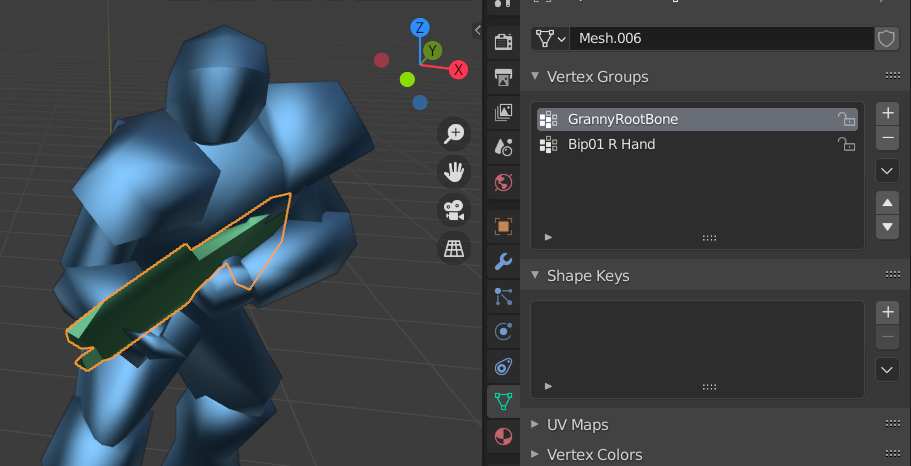 Z
Y
X
Mesh.006
Vertex Groups
GrannyRootBone
Bip01 R Hand
Shape Keys
UV Maps
Vertex Colors